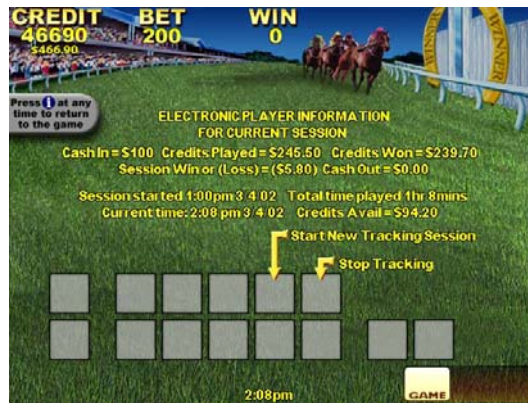 CREDIT BET WIN
46690 200 0
$466.90
WINNER
WINNER
Press i at any
time to return
to the game
ELECTRONIC PLAYER INFORMATION
FOR CURRENT SESSION
Cash In = $100 Credits Played = $245.50 Credits Won = $239.70
Session Win or (Loss) = ($5.80) Cash Out = $0.00
Session started 1:00pm 3/4/02 Total time played 1hr 8mins
Current time: 2:08 pm 3/4/02 Credits Avail = $94.20
Start New Tracking Session
Stop Tracking
2:08pm
GAME